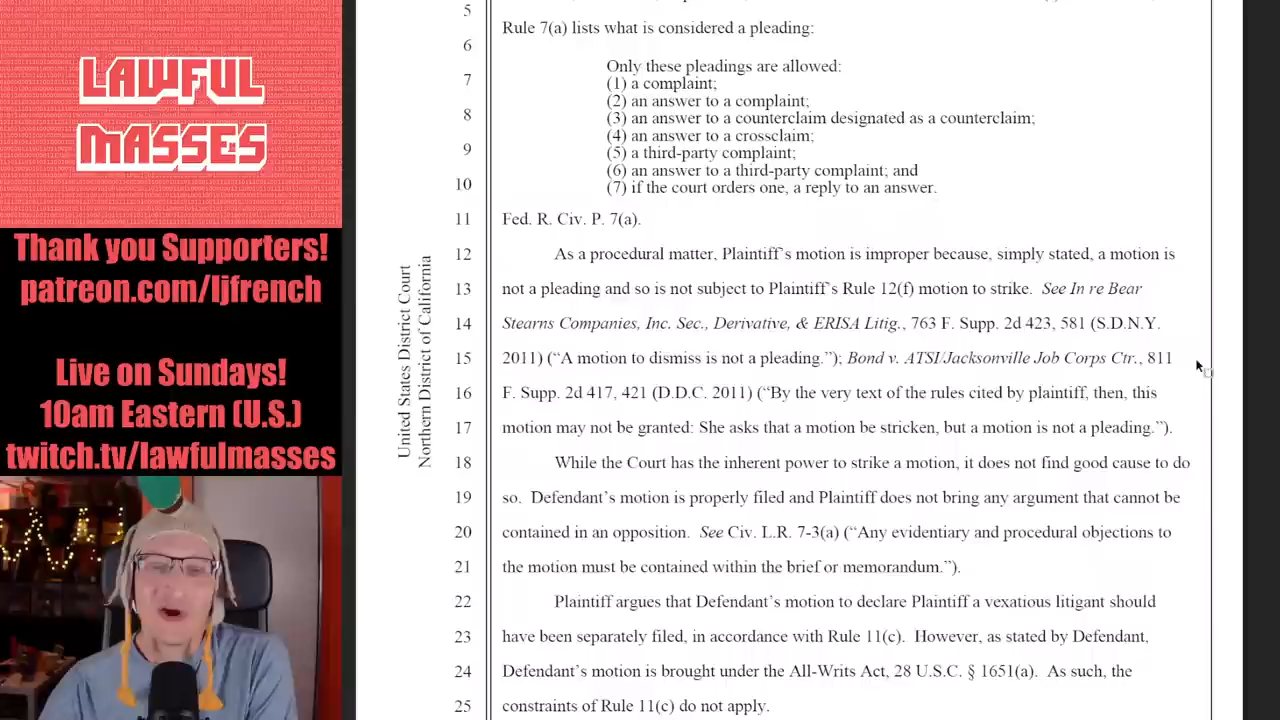 LAWFUL
MASSES
Thank you Supporters!
patreon.com/ljfrench
Live on Sundays!
10am Eastern (U.S.)
twitch.tv/lawfulmasses
United States District Court
Northern District of California
5
Rule 7(a) lists what is considered a pleading:
6
Only these pleadings are allowed:
7 (1) a complaint;
(2) an answer to a complaint;
8 (3) an answer to a counterclaim designated as a counterclaim;
(4) an answer to a crossclaim;
9 (5) a third-party complaint;
(6) an answer to a third-party complaint; and
10 (7) if the court orders one, a reply to an answer.
11 Fed. R. Civ. P. 7(a).
12 As a procedural matter, Plaintiff's motion is improper because, simply stated, a motion is
13 not a pleading and so is not subject to Plaintiff's Rule 12(f) motion to strike. See In re Bear
14 Stearns Companies, Inc. Sec., Derivative, & ERISA Litig., 763 F. Supp. 2d 423, 581 (S.D.N.Y.
15 2011) (“A motion to dismiss is not a pleading.”); Bond v. ATSI/Jacksonville Job Corps Ctr., 811
16 F. Supp. 2d 417, 421 (D.D.C. 2011) (“By the very text of the rules cited by plaintiff, then, this
17 motion may not be granted: She asks that a motion be stricken, but a motion is not a pleading.”).
18 While the Court has the inherent power to strike a motion, it does not find good cause to do
19 so. Defendant's motion is properly filed and Plaintiff does not bring any argument that cannot be
20 contained in an opposition. See Civ. L.R. 7-3(a) (“Any evidentiary and procedural objections to
21 the motion must be contained within the brief or memorandum.”).
22 Plaintiff argues that Defendant's motion to declare Plaintiff a vexatious litigant should
23 have been separately filed, in accordance with Rule 11(c). However, as stated by Defendant,
24 Defendant's motion is brought under the All-Writs Act, 28 U.S.C. § 1651(a). As such, the
25 constraints of Rule 11(c) do not apply.